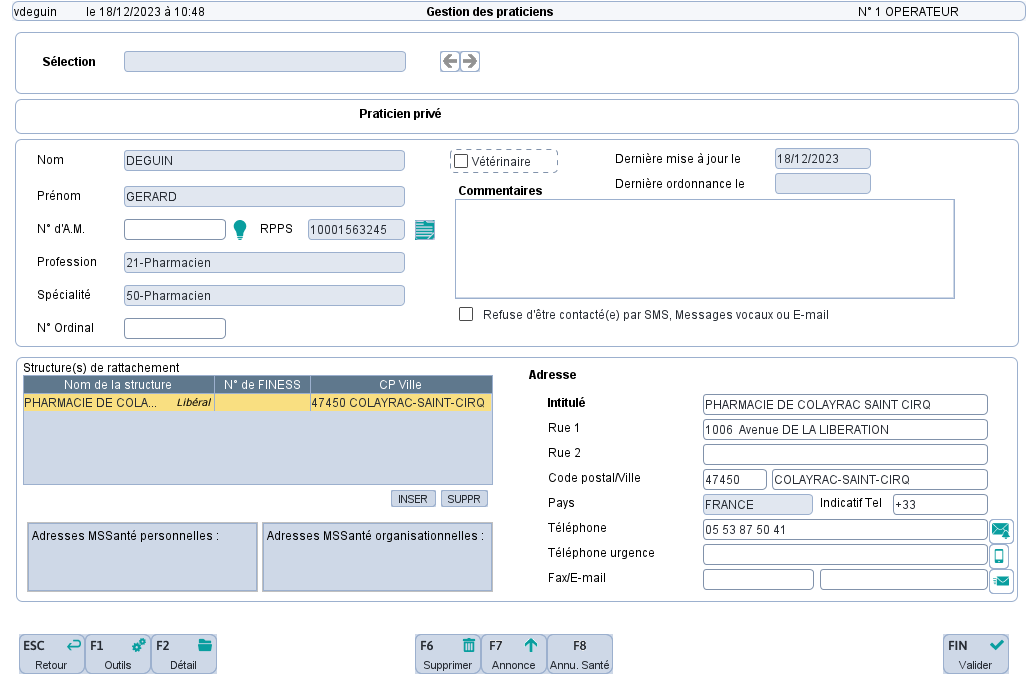 vdeguin le 18/12/2023 à 10:48 Gestion des praticiens N° 1 OPERATEUR
Sélection
Praticien privé
Nom DEGUIN
Prénom GERARD
N° d'A.M. RPPS 10001563245
Profession 21-Pharmacien
Spécialité 50-Pharmacien
N° Ordinal
Vétérinaire
Dernière mise à jour le 18/12/2023
Dernière ordonnance le
Commentaires
Refuse d'être contacté(e) par SMS, Messages vocaux ou E-mail
Structure(s) de rattachement
Nom de la structure N° de FINESS CP Ville
PHARMACIE DE COLA... Libéral 47450 COLAYRAC-SAINT-CIRQ
INSER SUPPR
Adresses MSSanté personnelles : Adresses MSSanté organisationnelles :
Adresse
Intitulé PHARMACIE DE COLAYRAC SAINT CIRQ
Rue 1 1006 Avenue DE LA LIBERATION
Rue 2
Code postal/Ville 47450 COLAYRAC-SAINT-CIRQ
Pays FRANCE Indicatif Tel +33
Téléphone 05 53 87 50 41
Téléphone urgence
Fax/E-mail
ESC F1 F2 F6 F7 F8 FIN
Retour Outils Détail Supprimer Annonce Annu. Santé Valider